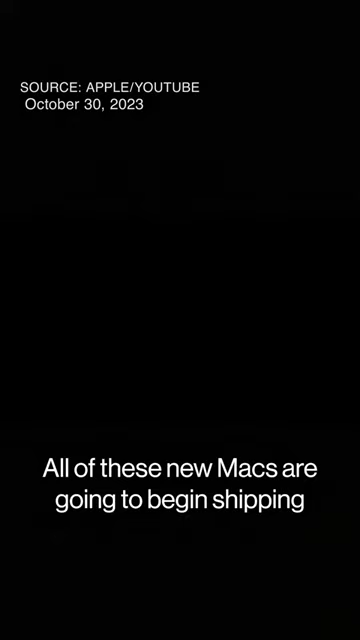 SOURCE: APPLE/YOUTUBE
October 30, 2023
All of these new Macs are
going to begin shipping